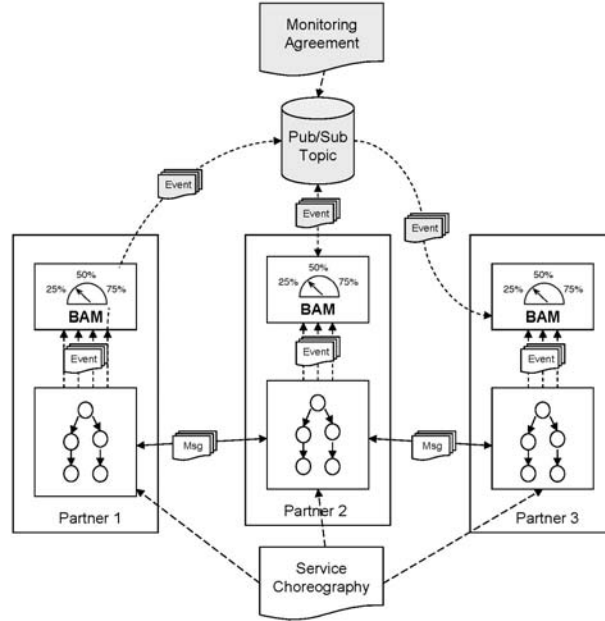 Monitoring
Agreement
Pub/Sub
Topic
Event
Event
Event
50%
25%
75%
BAM
50%
25%
75%
BAM
50%
25%
75%
BAM
Event
Event
Event
Msg
Msg
Partner 1
Partner 2
Partner 3
Service
Choreography